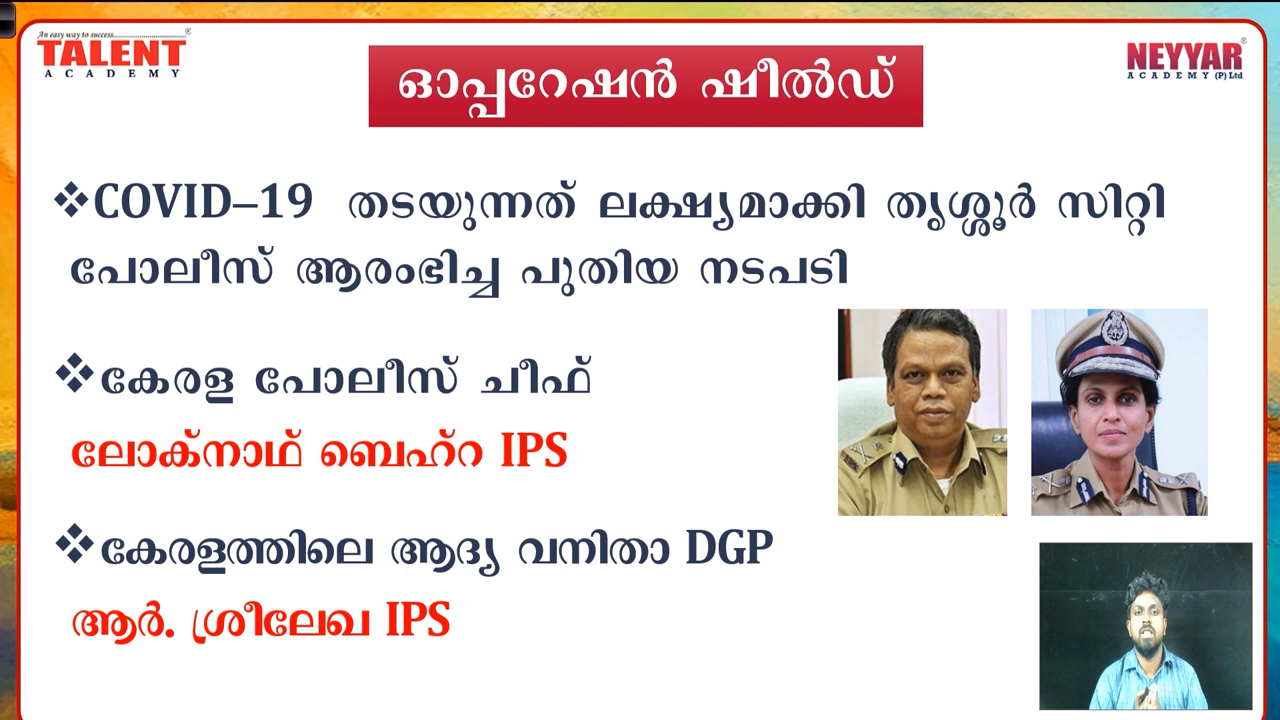 An easy way to success
TALENT
ACADEMY
NEYYAR
ACADEMY (P) Ltd
ഓപ്പറേഷൻ ഷീൽഡ്
❖COVID–19 തടയുന്നത് ലക്ഷ്യമാക്കി തൃശ്ശൂർ സിറ്റി
പോലീസ് ആരംഭിച്ച പുതിയ നടപടി
❖കേരള പോലീസ് ചീഫ്
ലോക്നാഥ് ബെഹ്റ IPS
❖കേരളത്തിലെ ആദ്യ വനിതാ DGP
ആർ. ശ്രീലേഖ IPS